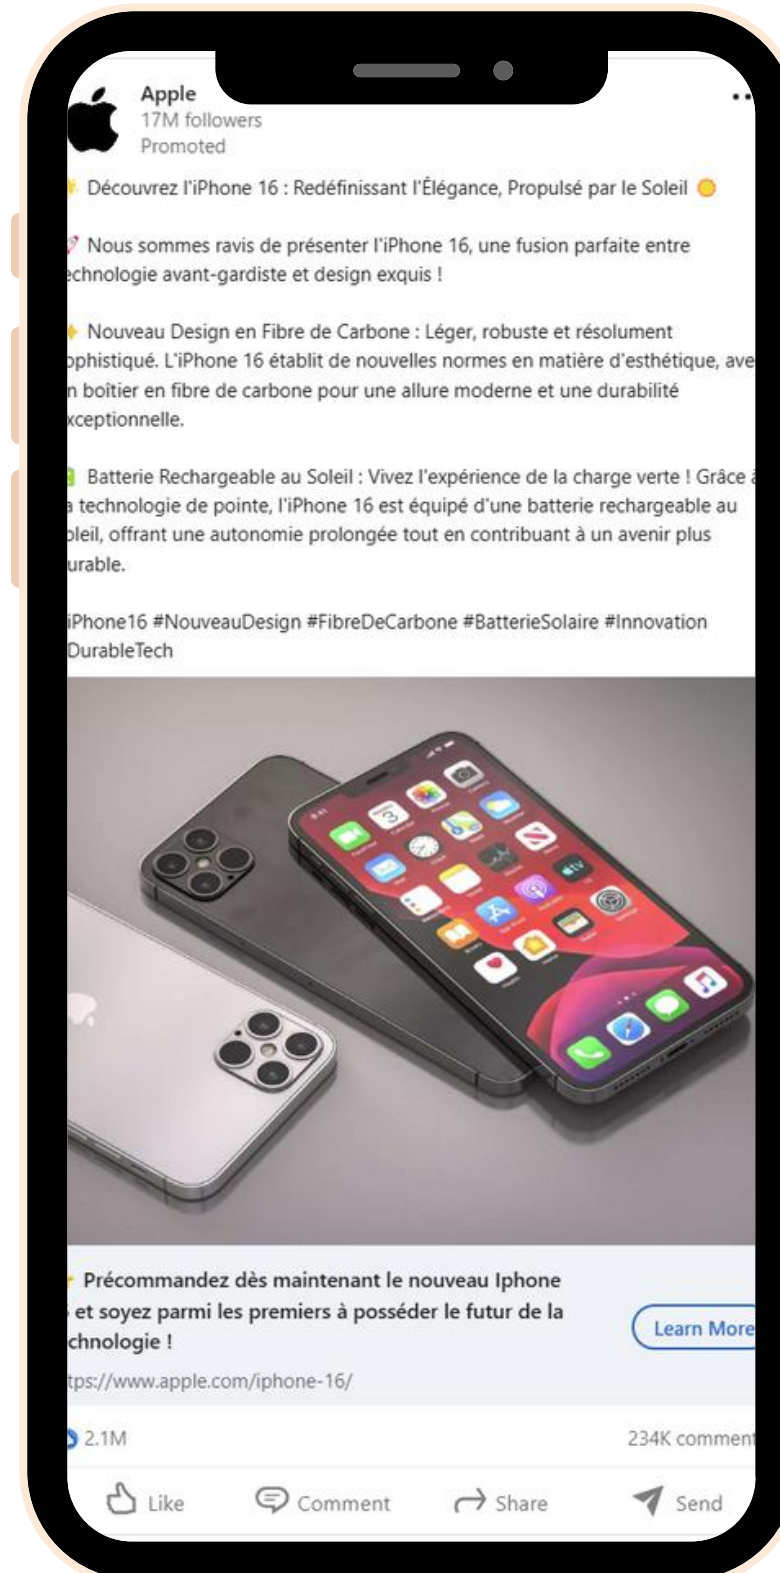 Apple
17M followers
Promoted
Découvrez l'iPhone 16 : Redéfinissant l'Élégance, Propulsé par le Soleil
Nous sommes ravis de présenter l'iPhone 16, une fusion parfaite entre
echnologie avant-gardiste et design exquis !
Nouveau Design en Fibre de Carbone : Léger, robuste et résolument
ophistiqué. L'iPhone 16 établit de nouvelles normes en matière d'esthétique, ave
n boîtier en fibre de carbone pour une allure moderne et une durabilité
xceptionnelle.
Batterie Rechargeable au Soleil : Vivez l'expérience de la charge verte ! Grâce à
a technologie de pointe, l'iPhone 16 est équipé d'une batterie rechargeable au
oleil, offrant une autonomie prolongée tout en contribuant à un avenir plus
urable.
iPhone16 #NouveauDesign #FibreDeCarbone #BatterieSolaire #Innovation
DurableTech
Précommandez dès maintenant le nouveau Iphone
et soyez parmi les premiers à posséder le futur de la
chnologie !
Learn More
tps://www.apple.com/iphone-16/
2.1M
234K comment
Like
Comment
Share
Send